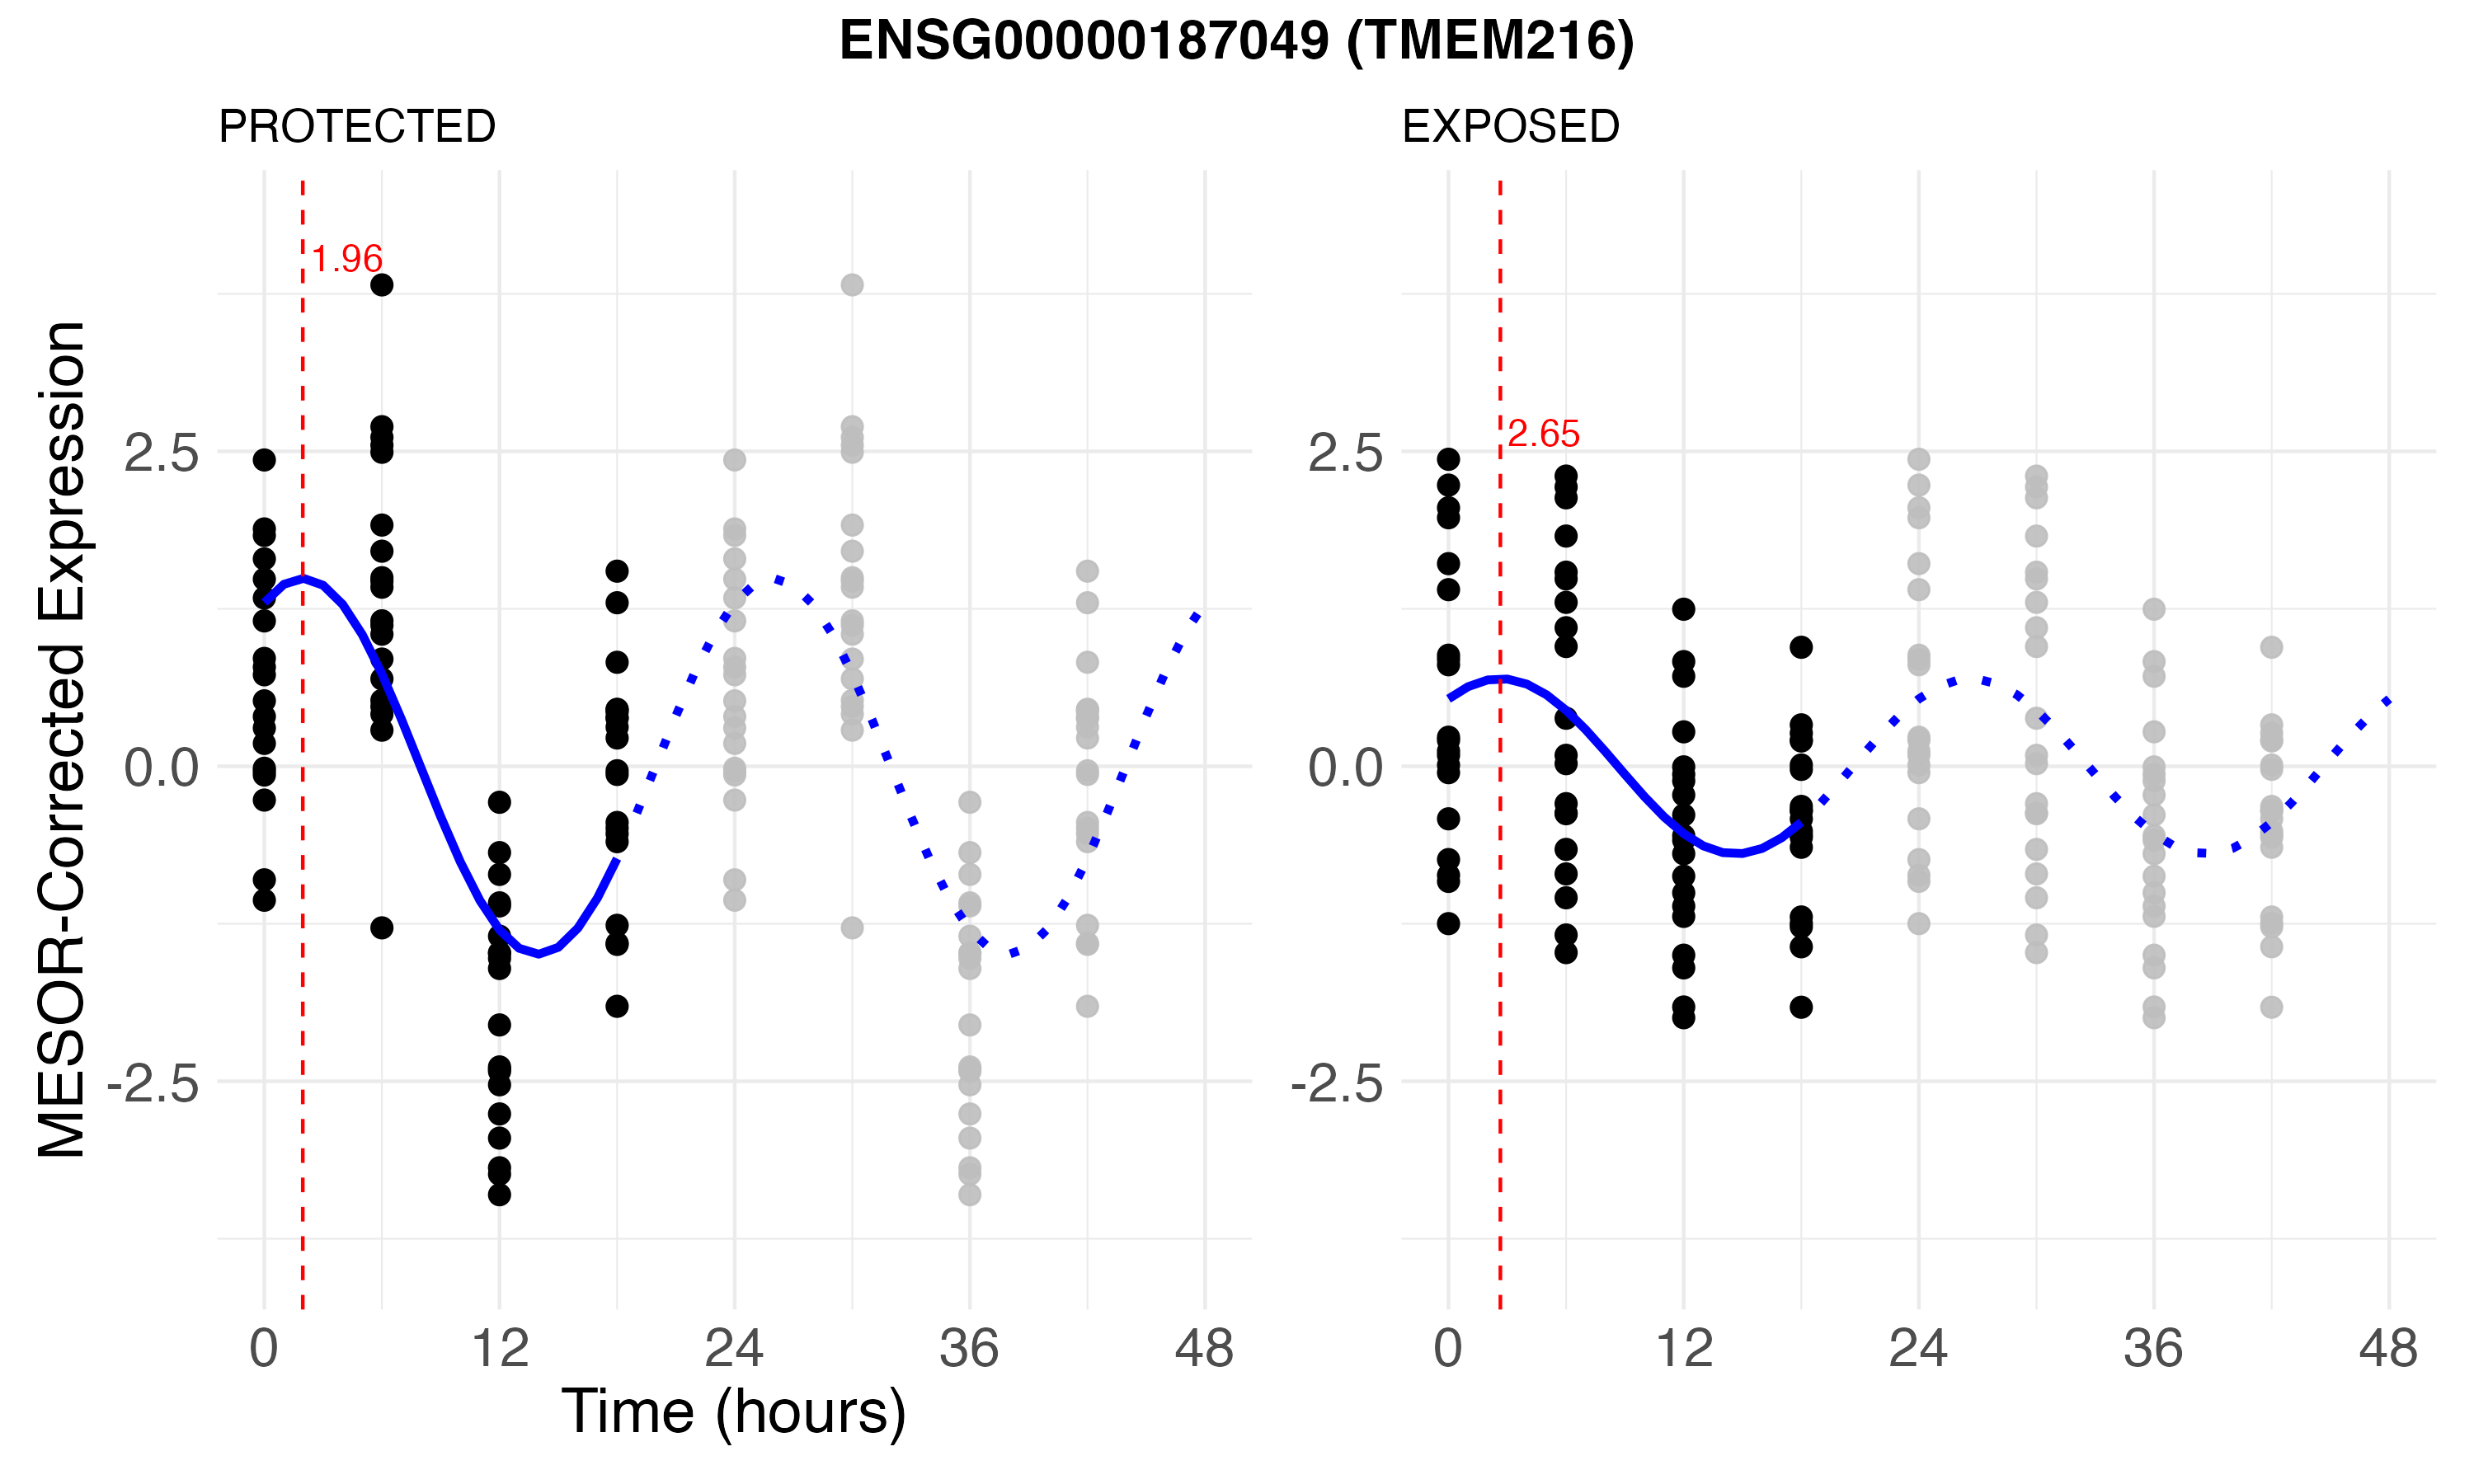 ENSG00000187049 (TMEM216)
PROTECTED
EXPOSED
MESOR-Corrected Expression
1.96
2.65
2.5
0.0
-2.5
2.5
0.0
-2.5
0 12 24 36 48
0 12 24 36 48
Time (hours)